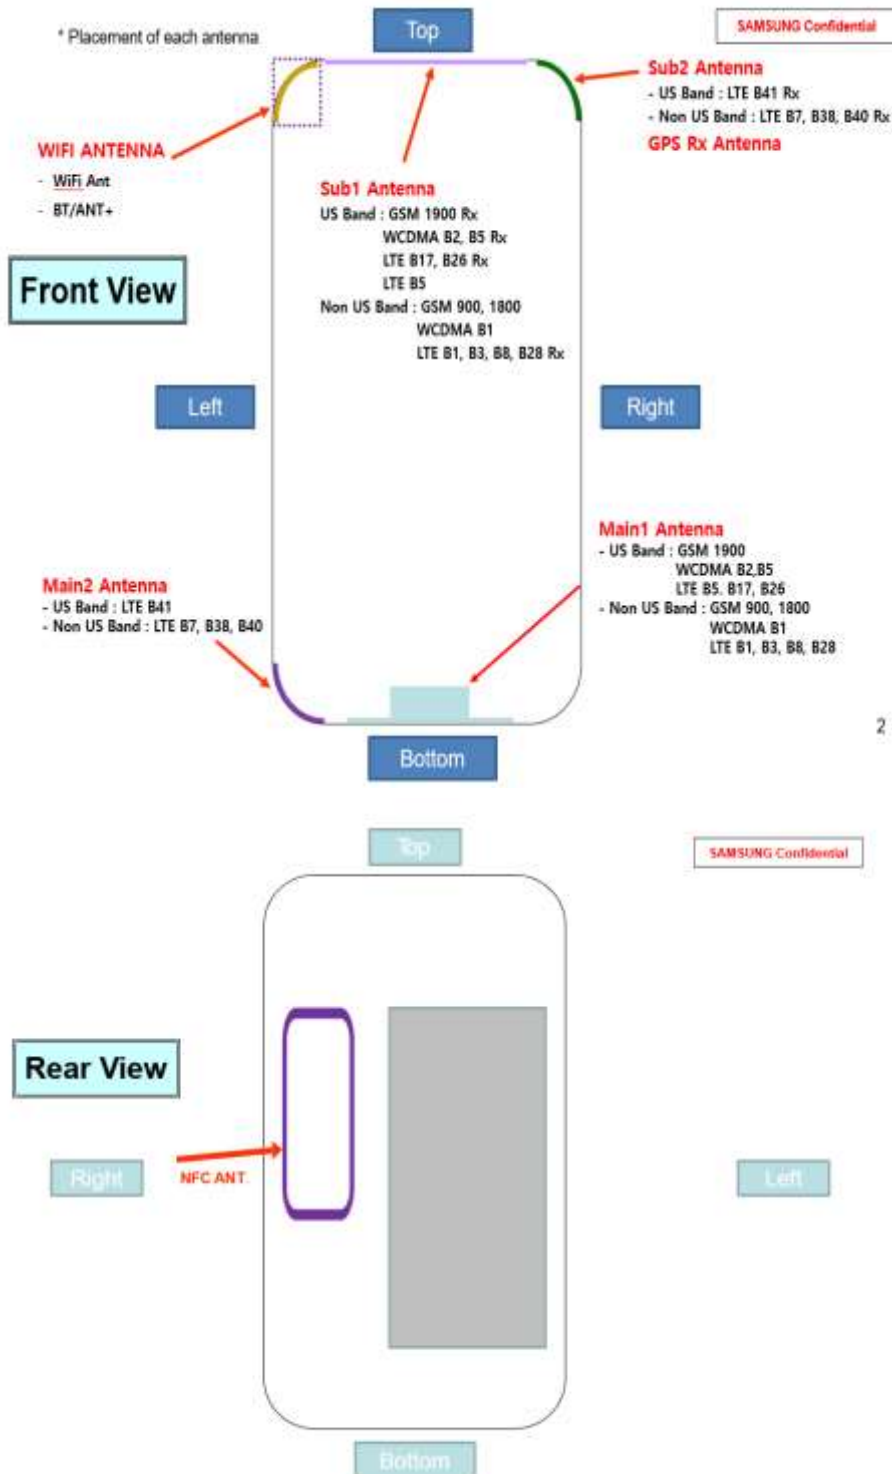 * Placement of each antenna
Top
SAMSUNG Confidential
Sub2 Antenna
- US Band : LTE B41 Rx
- Non US Band : LTE B7, B38, B40 Rx
GPS Rx Antenna
WIFI ANTENNA
- WiFi Ant
- BT/ANT+
Sub1 Antenna
US Band : GSM 1900 Rx
WCDMA B2, B5 Rx
LTE B17, B26 Rx
LTE B5
Non US Band : GSM 900, 1800
WCDMA B1
LTE B1, B3, B8, B28 Rx
Front View
Left
Right
Main1 Antenna
- US Band : GSM 1900
WCDMA B2,B5
LTE B5. B17, B26
- Non US Band : GSM 900, 1800
WCDMA B1
LTE B1, B3, B8, B28
Main2 Antenna
- US Band : LTE B41
- Non US Band : LTE B7, B38, B40
2
Bottom
Top
SAMSUNG Confidential
Rear View
Right
NFC ANT.
Left
Bottom